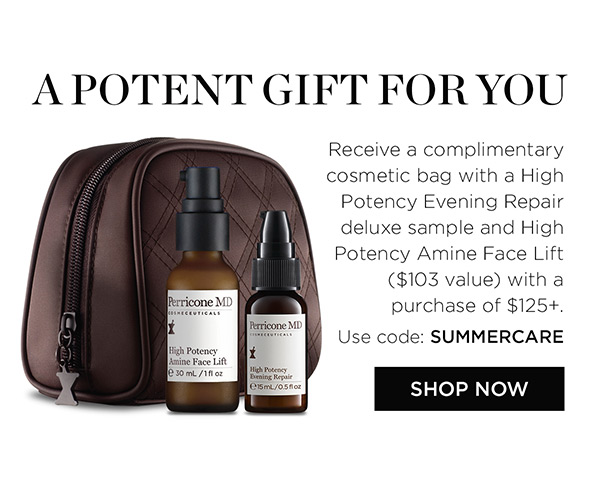 A POTENT GIFT FOR YOU
Receive a complimentary
cosmetic bag with a High
Potency Evening Repair
deluxe sample and High
Potency Amine Face Lift
($103 value) with a
purchase of $125+.
Use code: SUMMERCARE
SHOP NOW
Perricone MD
COSMECEUTICALS
High Potency
Amine Face Lift
℮ 30 mL / 1 fl oz
Perricone MD
COSMECEUTICALS
High Potency
Evening Repair
℮ 15 mL / 0.5 fl oz